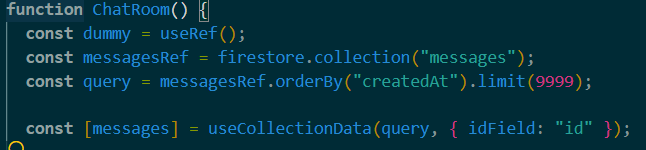 function ChatRoom() {
const dummy = useRef();
const messagesRef = firestore.collection("messages");
const query = messagesRef.orderBy("createdAt").limit(9999);
const [messages] = useCollectionData(query, { idField: "id" });